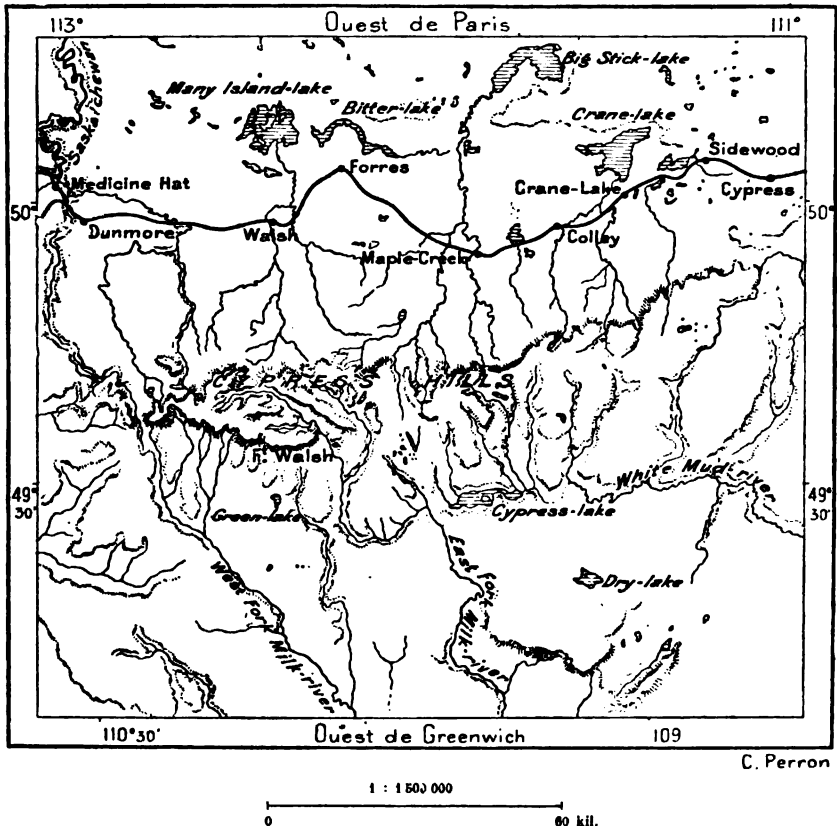 113° Ouest de Paris 111°
Big Stick-lake
Many Island-lake
Bitter-lake
Crane-lake
Saskatchewan
Sidewood
Forres
Medicine Hat
Crane-Lake
Cypress
50°
50°
Dunmore
Walsh
Colley
Maple-Creek
CYPRESS HILLS
Ft Walsh
White Mud-river
49°
30'
49°
30'
Green-lake
Cypress-lake
East Fork
Milk-river
Dry-lake
West Fork
Milk-river
110°30' Ouest de Greenwich 109
C. Perron
1 : 1 500 000
0 60 kil.